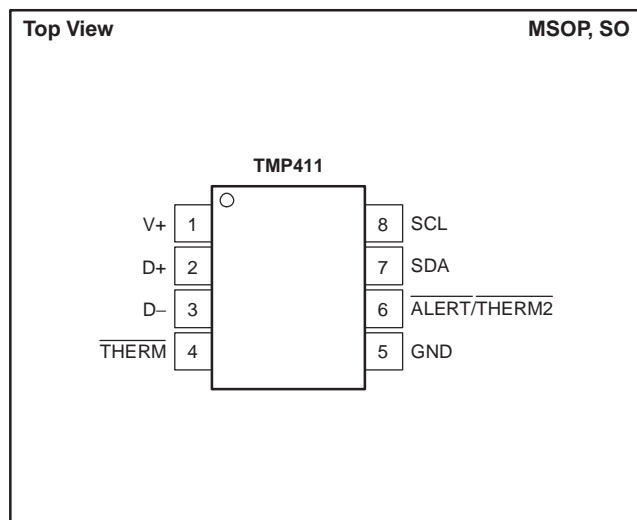 Top View MSOP, SO
TMP411
V+ 1 8 SCL
D+ 2 7 SDA
D− 3 6 ALERT/THERM2
THERM 4 5 GND